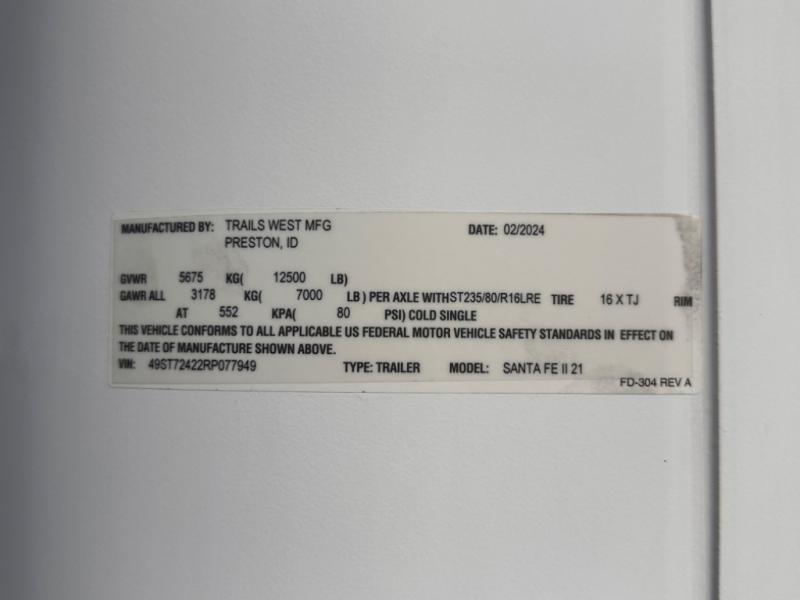 MANUFACTURED BY: TRAILS WEST MFG DATE: 02/2024
PRESTON, ID
GVWR 5675 KG( 12500 LB)
GAWR ALL 3178 KG( 7000 LB ) PER AXLE WITHST235/80/R16LRE TIRE 16 X TJ RIM
AT 552 KPA( 80 PSI) COLD SINGLE
THIS VEHICLE CONFORMS TO ALL APPLICABLE US FEDERAL MOTOR VEHICLE SAFETY STANDARDS IN EFFECT ON
THE DATE OF MANUFACTURE SHOWN ABOVE.
VIN: 49ST72422RP077949 TYPE: TRAILER MODEL: SANTA FE II 21
FD-304 REV A